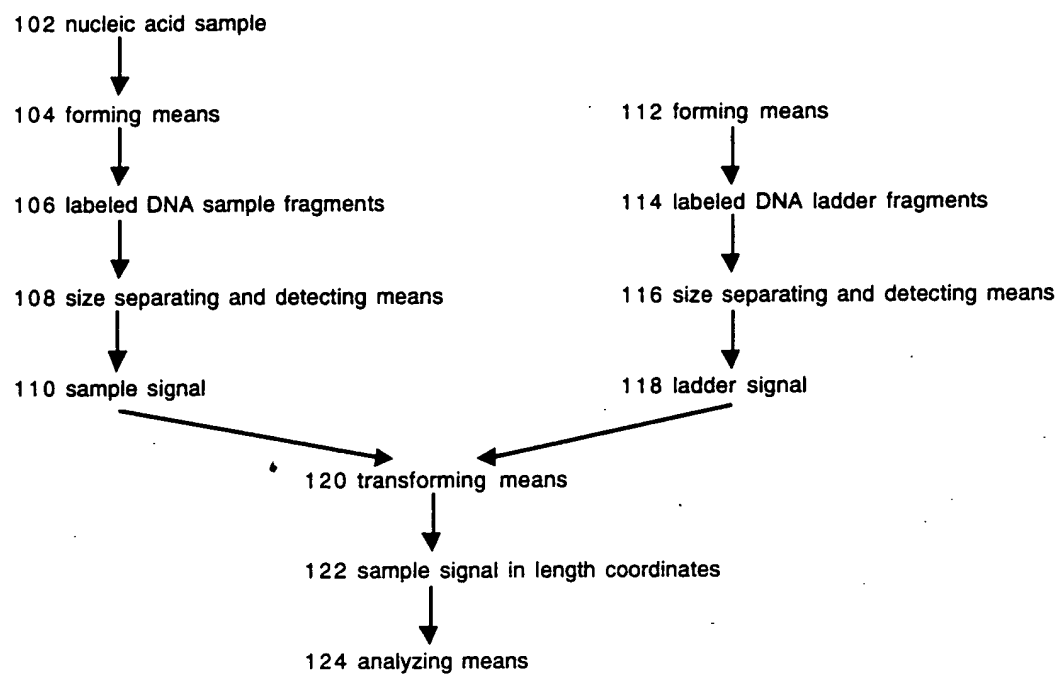 102 nucleic acid sample
104 forming means
106 labeled DNA sample fragments
108 size separating and detecting means
110 sample signal
112 forming means
114 labeled DNA ladder fragments
116 size separating and detecting means
118 ladder signal
120 transforming means
122 sample signal in length coordinates
124 analyzing means